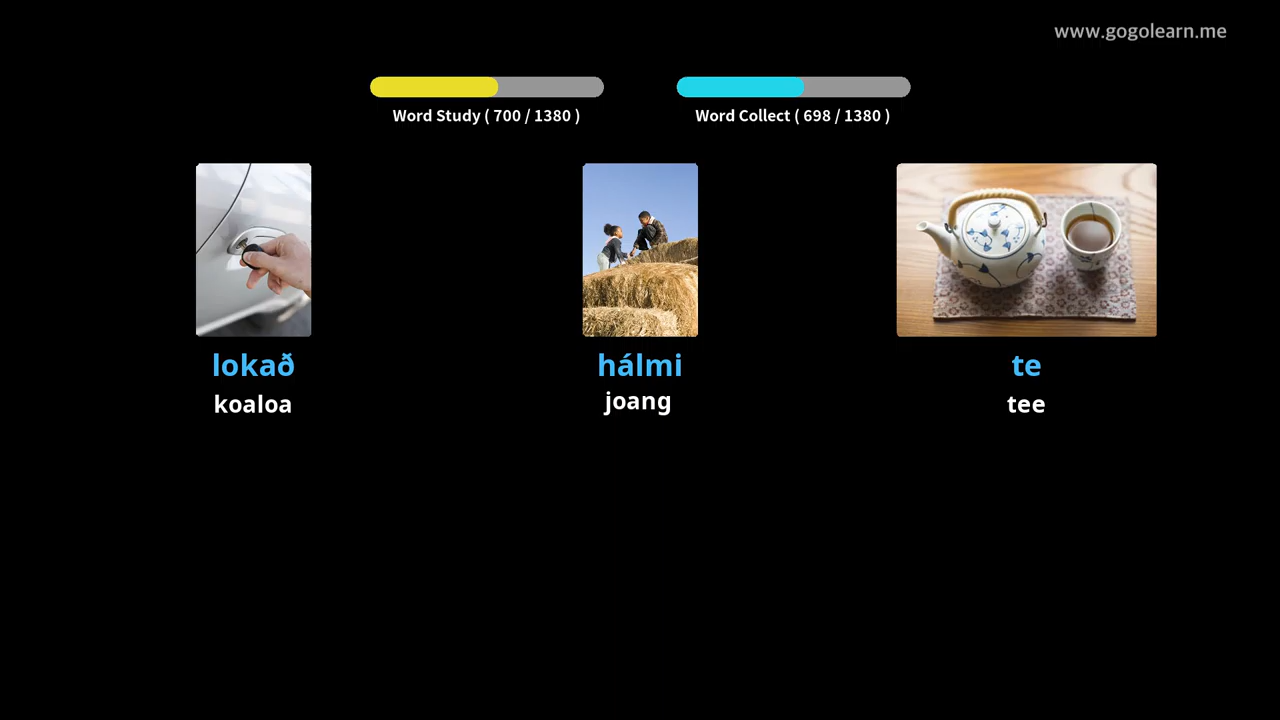 www.gogolearn.me
Word Study ( 700 / 1380 )
Word Collect ( 698 / 1380 )
lokað
koaloa
hálmi
joang
te
tee